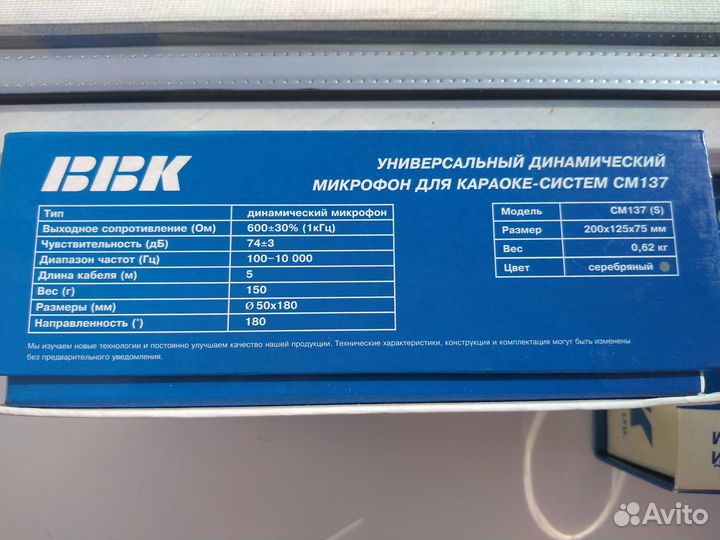 BBK
УНИВЕРСАЛЬНЫЙ ДИНАМИЧЕСКИЙ
МИКРОФОН ДЛЯ КАРАОКЕ-СИСТЕМ CM137
Тип динамический микрофон
Выходное сопротивление (Ом) 600±30% (1кГц)
Чувствительность (дБ) 74±3
Диапазон частот (Гц) 100–10 000
Длина кабеля (м) 5
Вес (г) 150
Размеры (мм) Ø 50x180
Направленность (°) 180
Модель CM137 (S)
Размер 200x125x75 мм
Вес 0,62 кг
Цвет серебряный
Мы изучаем новые технологии и постоянно улучшаем качество нашей продукции. Технические характеристики, конструкция и комплектация могут быть изменены
без предварительного уведомления.
Avito